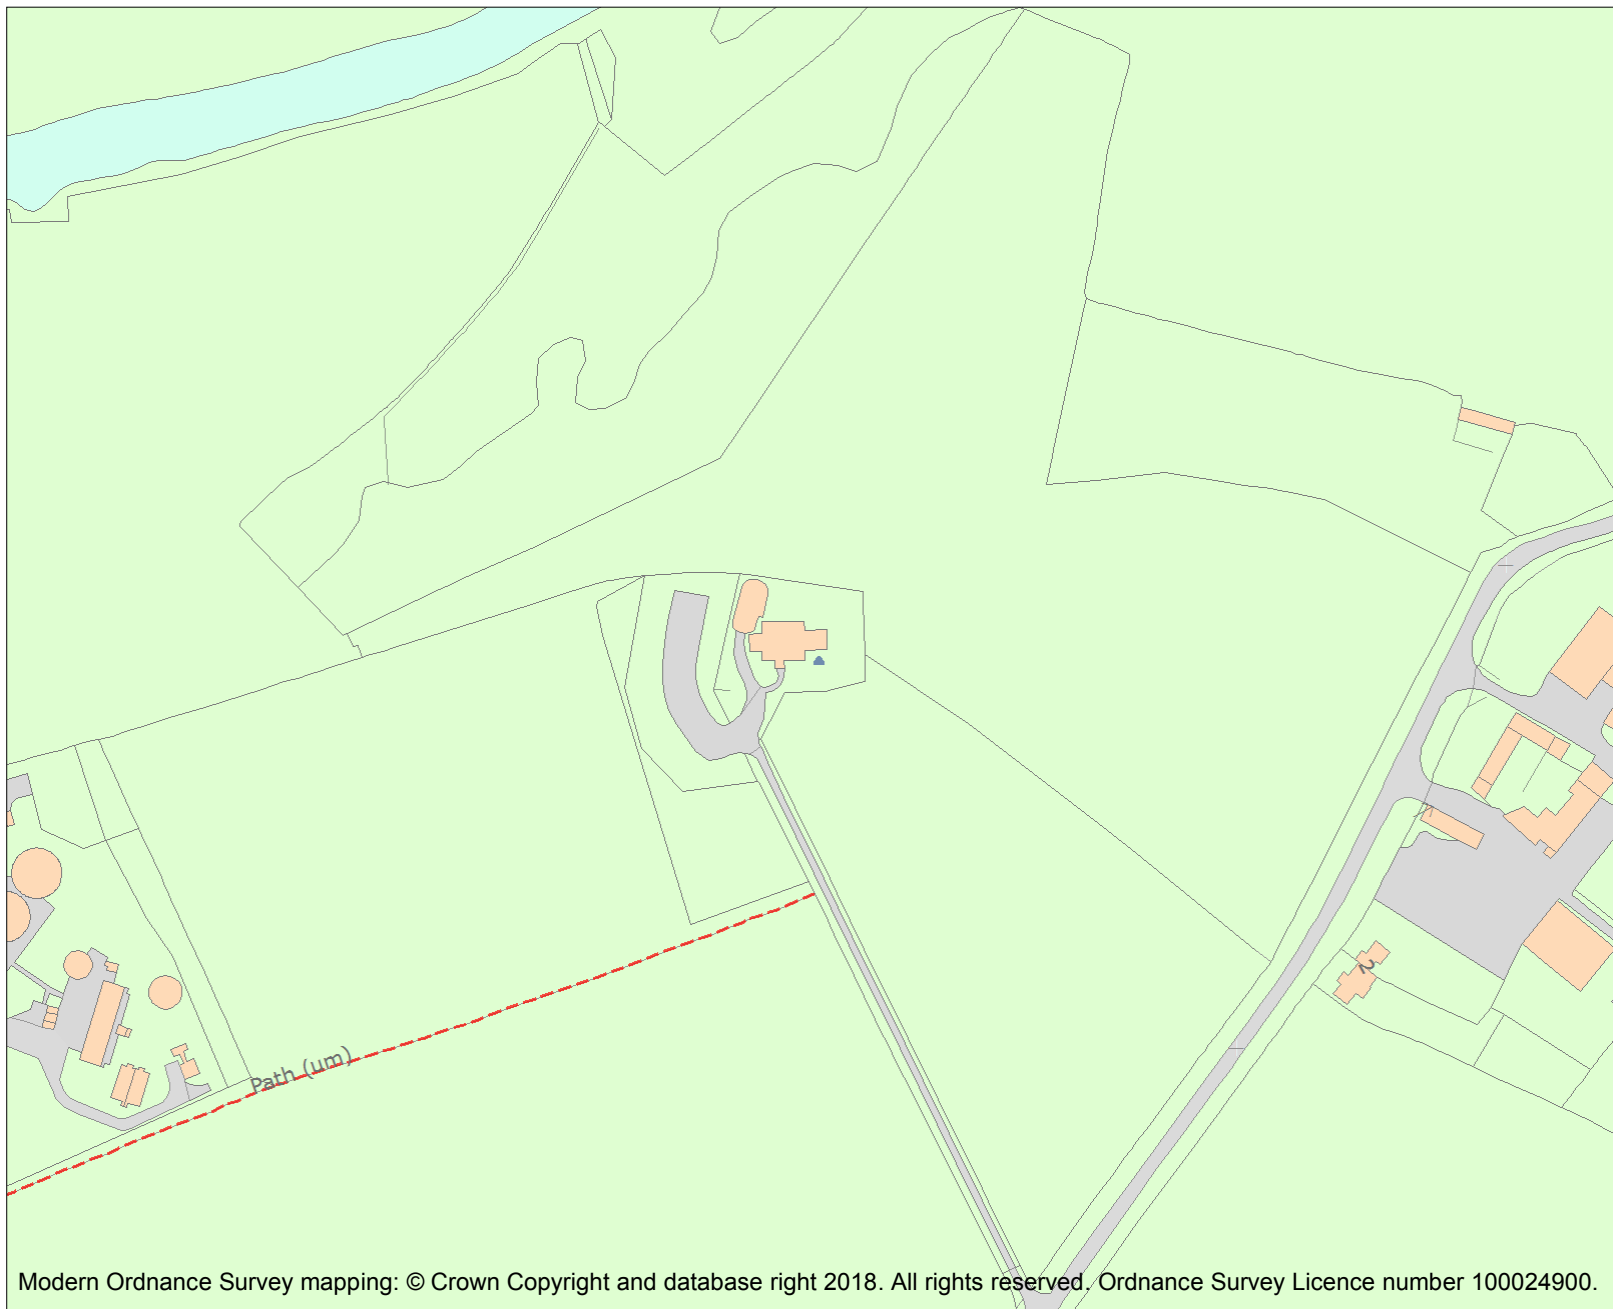 2
Path (um)
Modern Ordnance Survey mapping: © Crown Copyright and database right 2018. All rights reserved. Ordnance Survey Licence number 100024900.